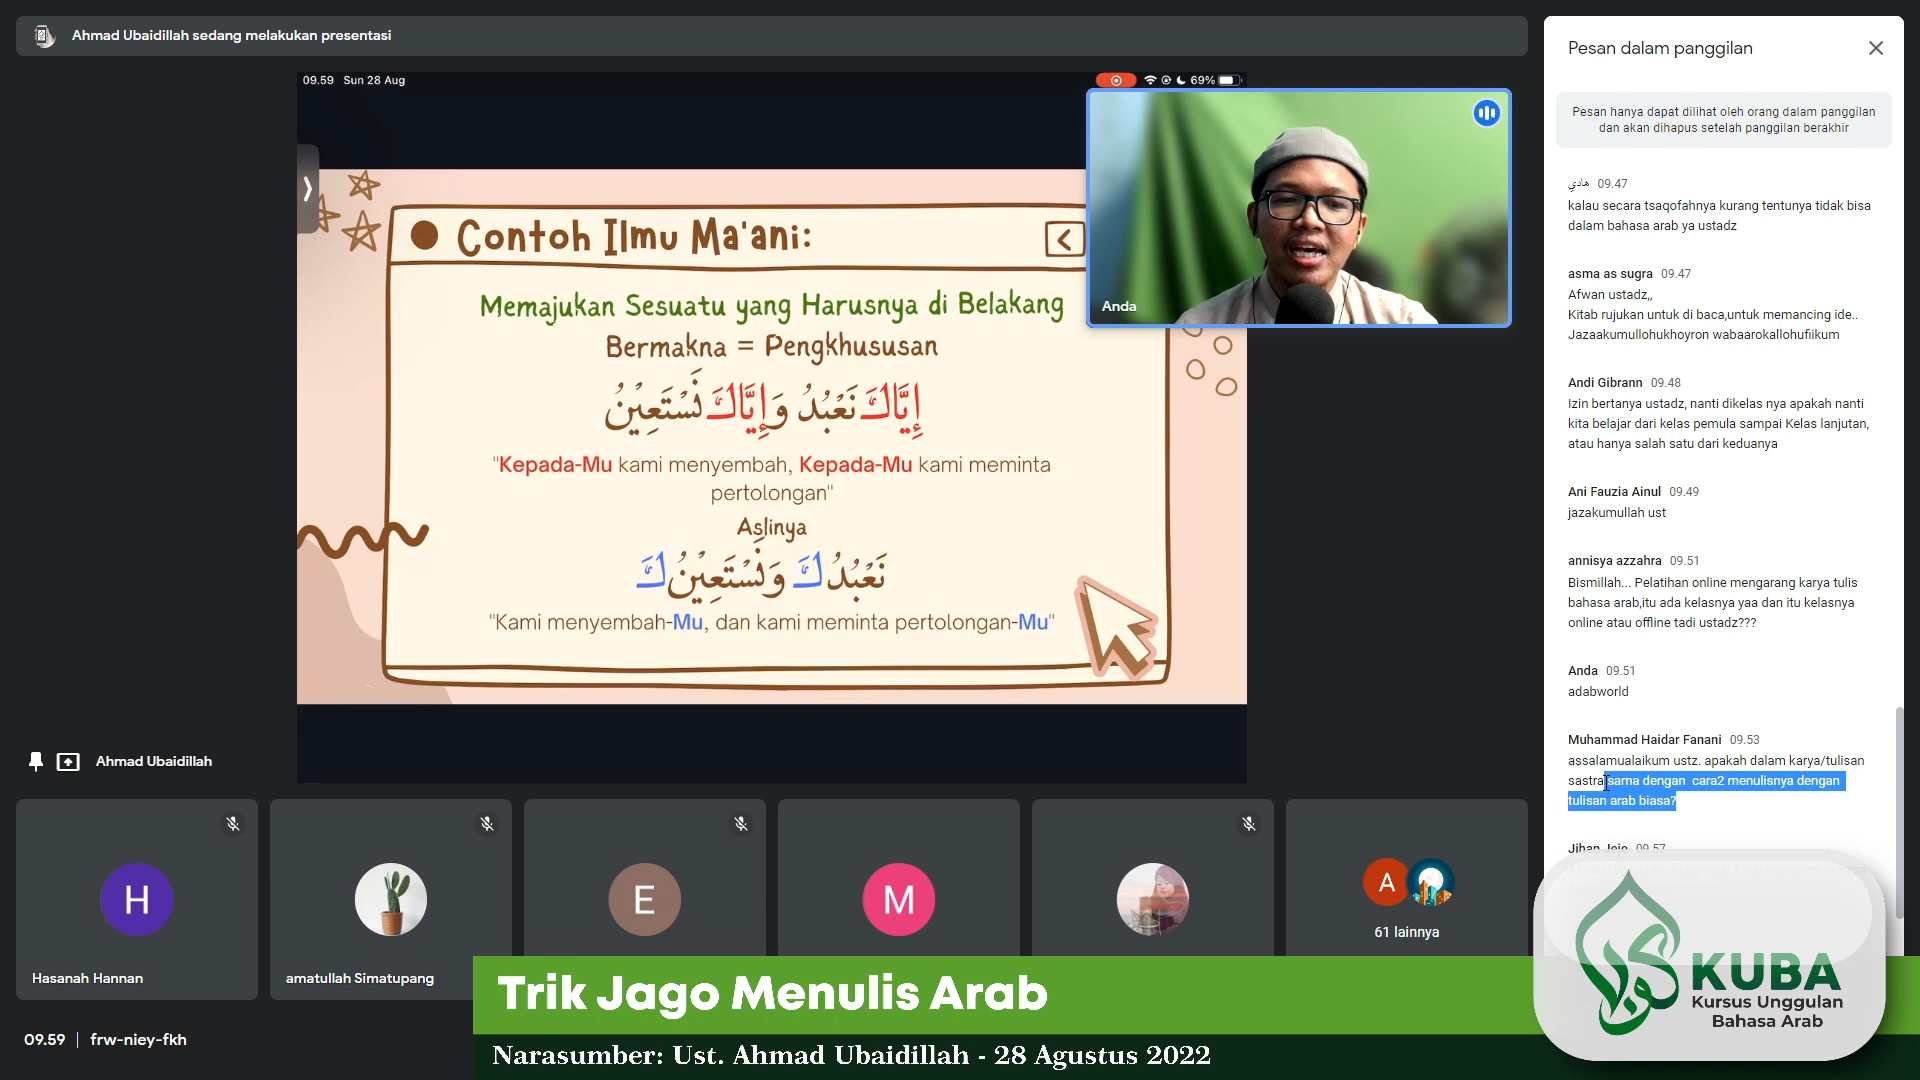 Ahmad Ubaidillah sedang melakukan presentasi
09.59 Sun 28 Aug
69%
Contoh Ilmu Ma'ani:
Memajukan Sesuatu yang Harusnya di Belakang
Bermakna = Pengkhususan
إِيَّاكَ نَعْبُدُ وَإِيَّاكَ نَسْتَعِيْنُ
"Kepada-Mu kami menyembah, Kepada-Mu kami meminta
pertolongan"
Aslinya
نَعْبُدُكَ وَنَسْتَعِيْنُكَ
"Kami menyembah-Mu, dan kami meminta pertolongan-Mu"
Anda
Ahmad Ubaidillah
H
Hasanah Hannan
amatullah Simatupang
E
M
A
61 lainnya
09.59 | frw-niey-fkh
Pesan dalam panggilan
Pesan hanya dapat dilihat oleh orang dalam panggilan
dan akan dihapus setelah panggilan berakhir
هادي 09.47
kalau secara tsaqofahnya kurang tentunya tidak bisa
dalam bahasa arab ya ustadz
asma as sugra 09.47
Afwan ustadz,,
Kitab rujukan untuk di baca,untuk memancing ide..
Jazaakumullohukhoyron wabaarokallohufiikum
Andi Gibrann 09.48
Izin bertanya ustadz, nanti dikelas nya apakah nanti
kita belajar dari kelas pemula sampai Kelas lanjutan,
atau hanya salah satu dari keduanya
Ani Fauzia Ainul 09.49
jazakumullah ust
annisya azzahra 09.51
Bismillah... Pelatihan online mengarang karya tulis
bahasa arab,itu ada kelasnya yaa dan itu kelasnya
online atau offline tadi ustadz???
Anda 09.51
adabworld
Muhammad Haidar Fanani 09.53
assalamualaikum ustz. apakah dalam karya/tulisan
sastra sama dengan cara2 menulisnya dengan
tulisan arab biasa?
Jihan Jojo 09.57
Trik Jago Menulis Arab
Narasumber: Ust. Ahmad Ubaidillah - 28 Agustus 2022
KUBA
Kursus Unggulan
Bahasa Arab